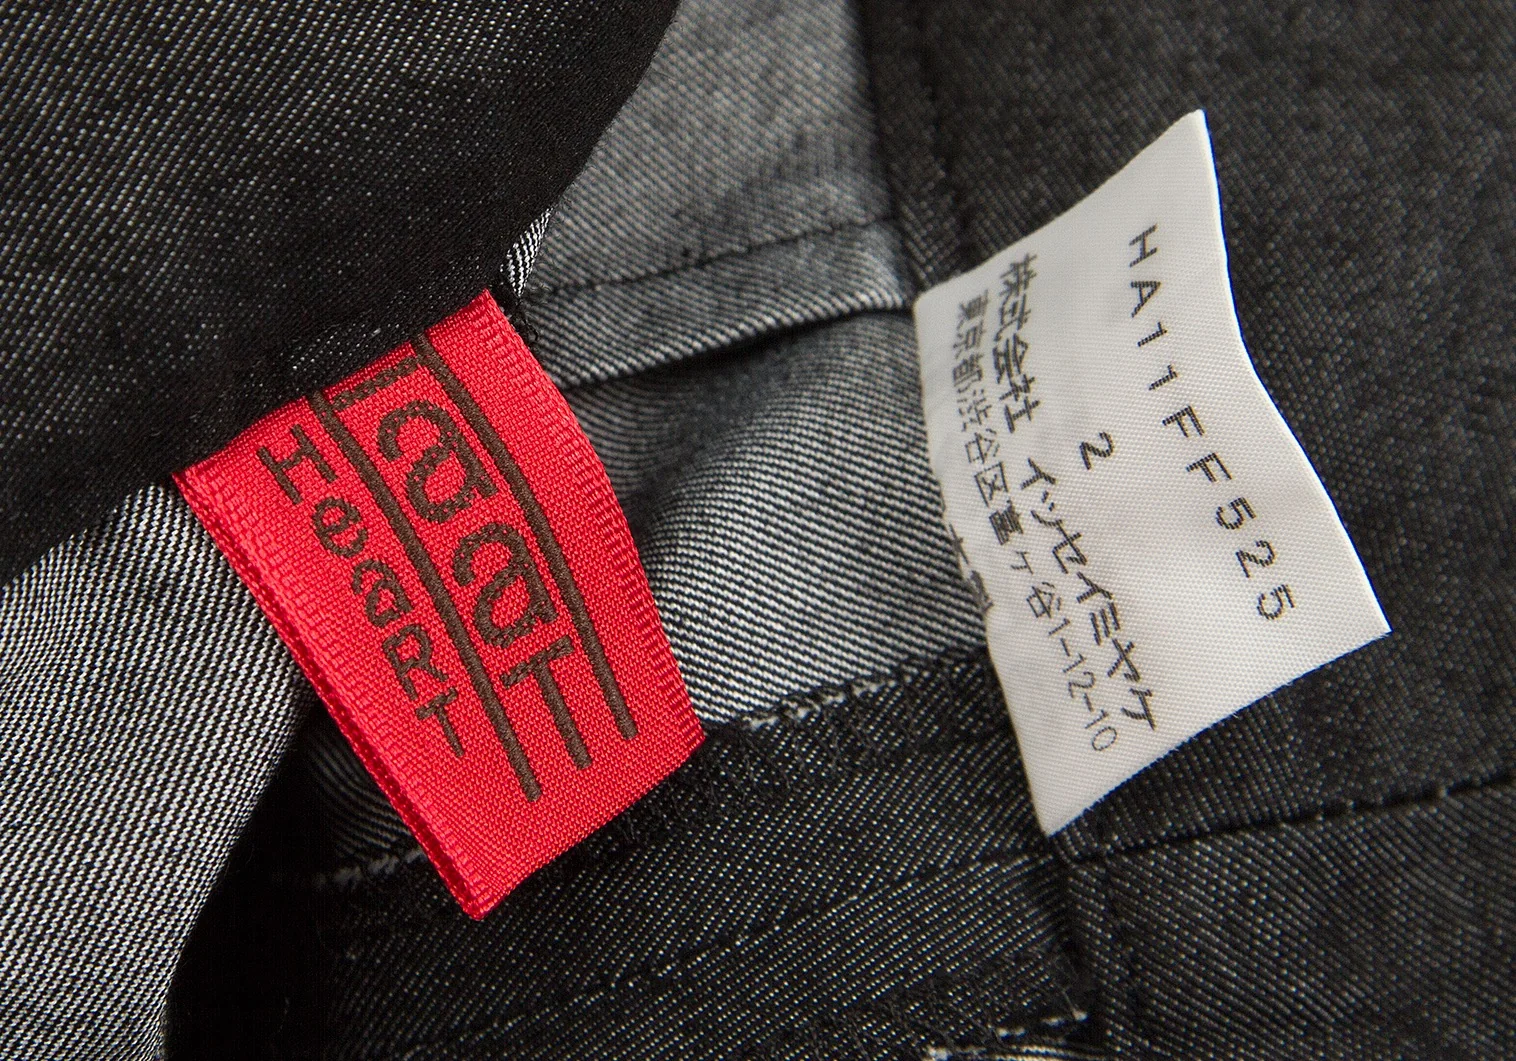 HeaRT
HA11FF525
2
株式会社 イッセイミヤケ
東京都渋谷区富ヶ谷1-12-10